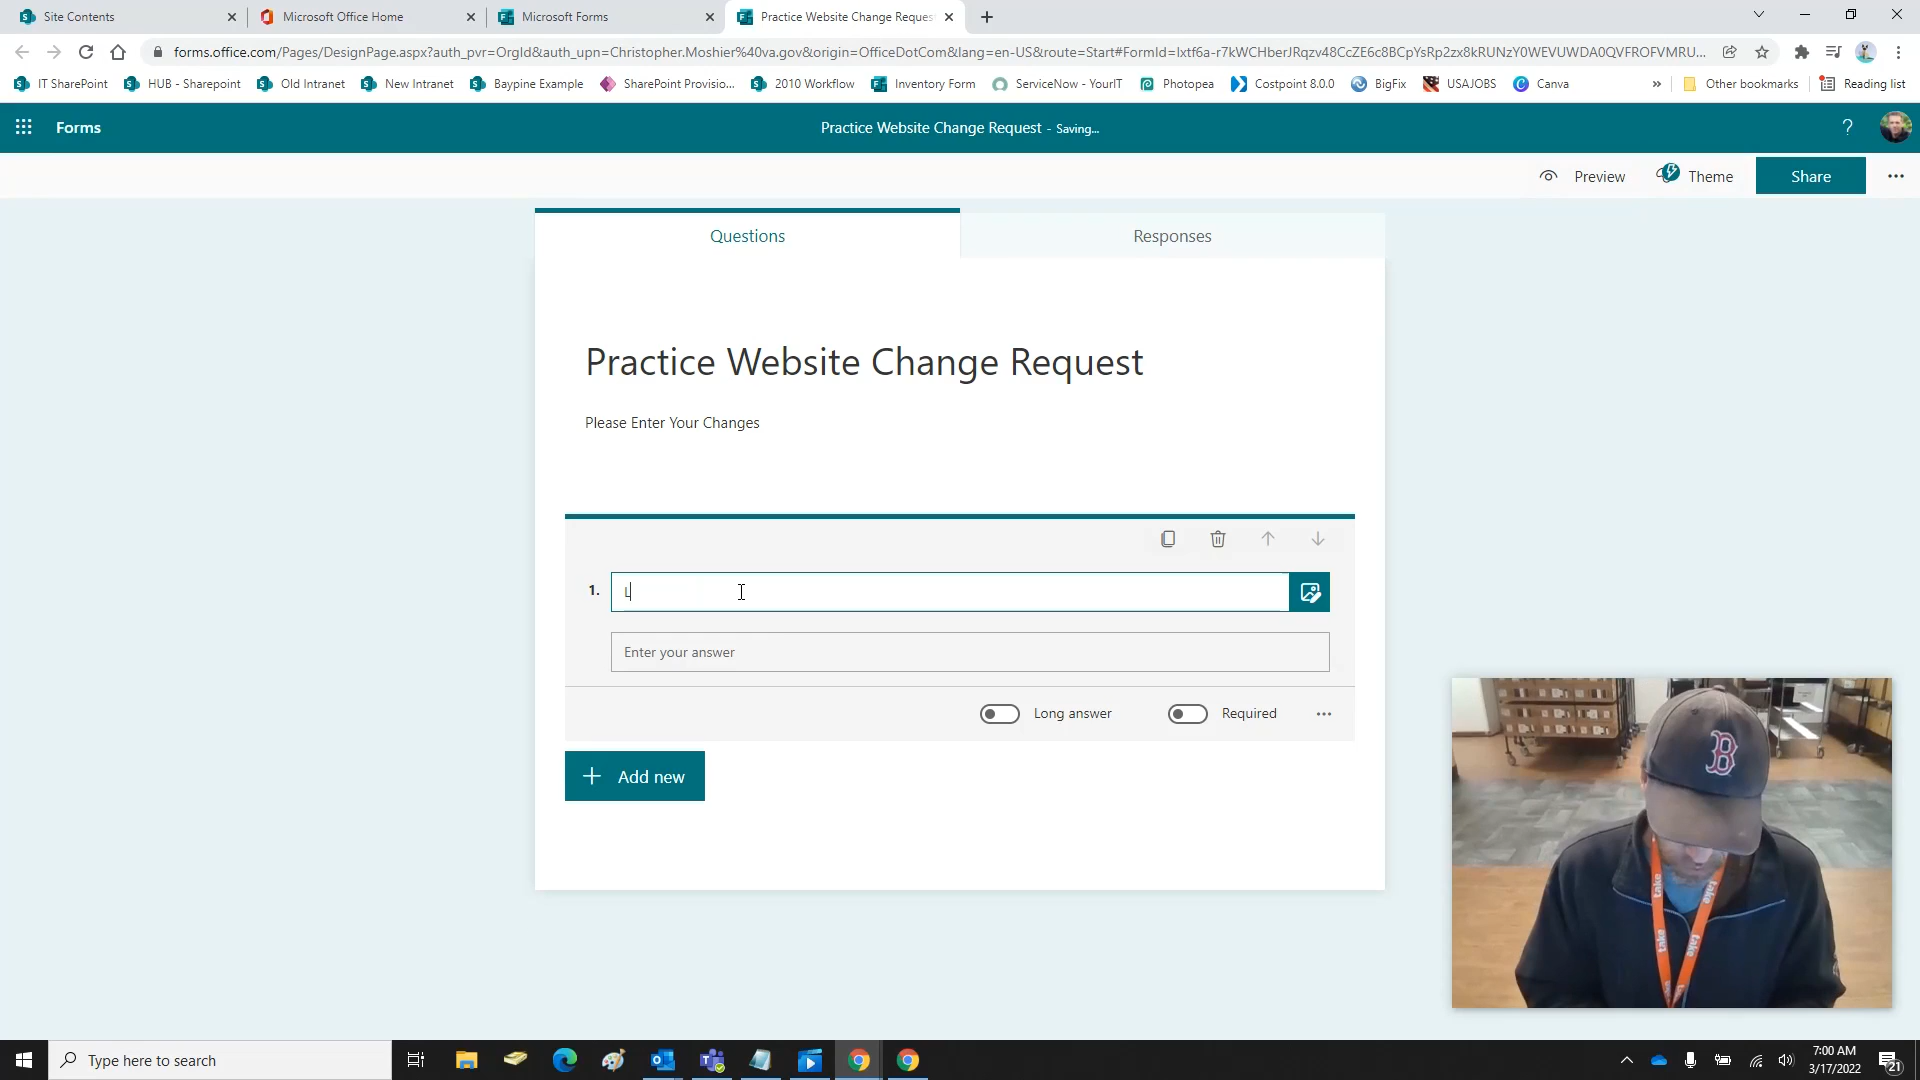 Site Contents
Microsoft Office Home
Microsoft Forms
Practice Website Change Reques
forms.office.com/Pages/DesignPage.aspx?auth_pvr=OrgId&auth_upn=Christopher.Moshier%40va.gov&origin=OfficeDotCom&lang=en-US&route=Start#FormId=lxtf6a-r7kWCHberJRqzv48CcZE6c8BCpYsRp2zx8kRUNzY0WEVUWDA0QVFROFVMRU...
IT SharePoint
HUB - Sharepoint
Old Intranet
New Intranet
Baypine Example
SharePoint Provisio...
2010 Workflow
Inventory Form
ServiceNow - YourIT
Photopea
Costpoint 8.0.0
BigFix
USAJOBS
Canva
»
Other bookmarks
Reading list
Forms
Practice Website Change Request - Saving...
?
Preview
Theme
Share
Questions
Responses
Practice Website Change Request
Please Enter Your Changes
1.
L
Enter your answer
Long answer
Required
+ Add new
B
take
take
take
take
Type here to search
7:00 AM
3/17/2022
21